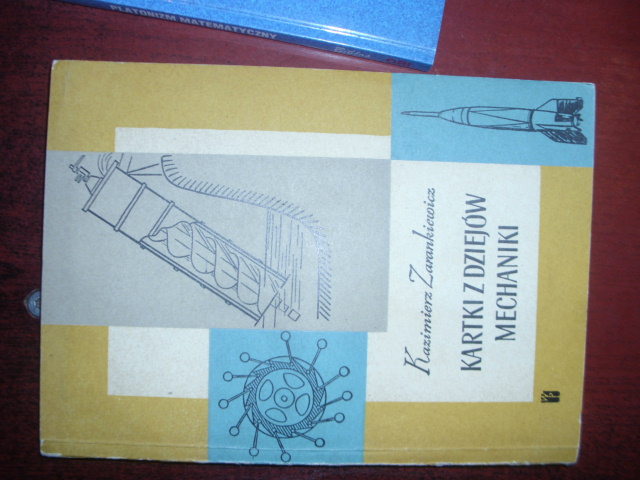 PLATONIZM MATEMATYCZNY
Kazimierz Zarankiewicz
KARTKI Z DZIEJÓW
MECHANIKI